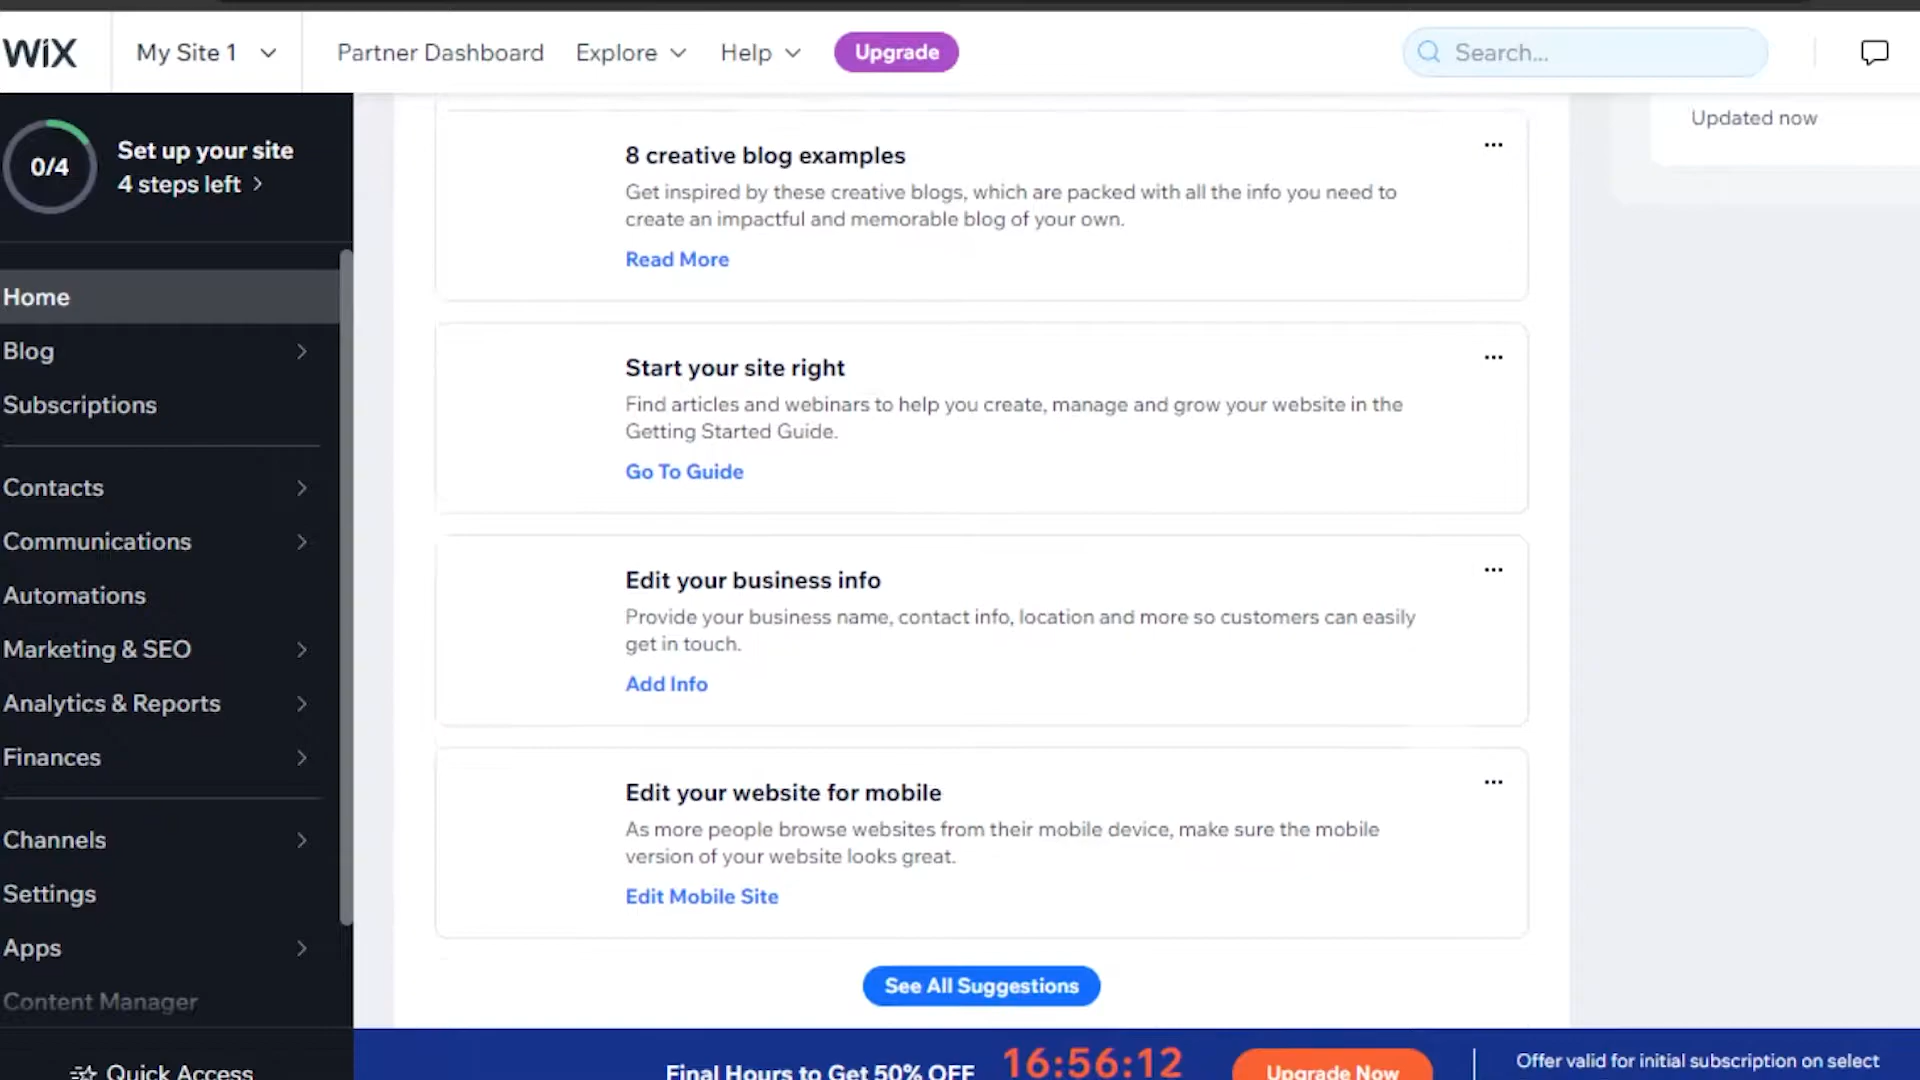 WiX
My Site 1
Partner Dashboard
Explore
Help
Upgrade
Search...
0/4
Set up your site
4 steps left
Home
Blog
Subscriptions
Contacts
Communications
Automations
Marketing & SEO
Analytics & Reports
Finances
Channels
Settings
Apps
Content Manager
Quick Access
8 creative blog examples
Get inspired by these creative blogs, which are packed with all the info you need to
create an impactful and memorable blog of your own.
Read More
Start your site right
Find articles and webinars to help you create, manage and grow your website in the
Getting Started Guide.
Go To Guide
Edit your business info
Provide your business name, contact info, location and more so customers can easily
get in touch.
Add Info
Edit your website for mobile
As more people browse websites from their mobile device, make sure the mobile
version of your website looks great.
Edit Mobile Site
See All Suggestions
Updated now
Final Hours to Get 50% OFF
16:56:12
Upgrade Now
Offer valid for initial subscription on select